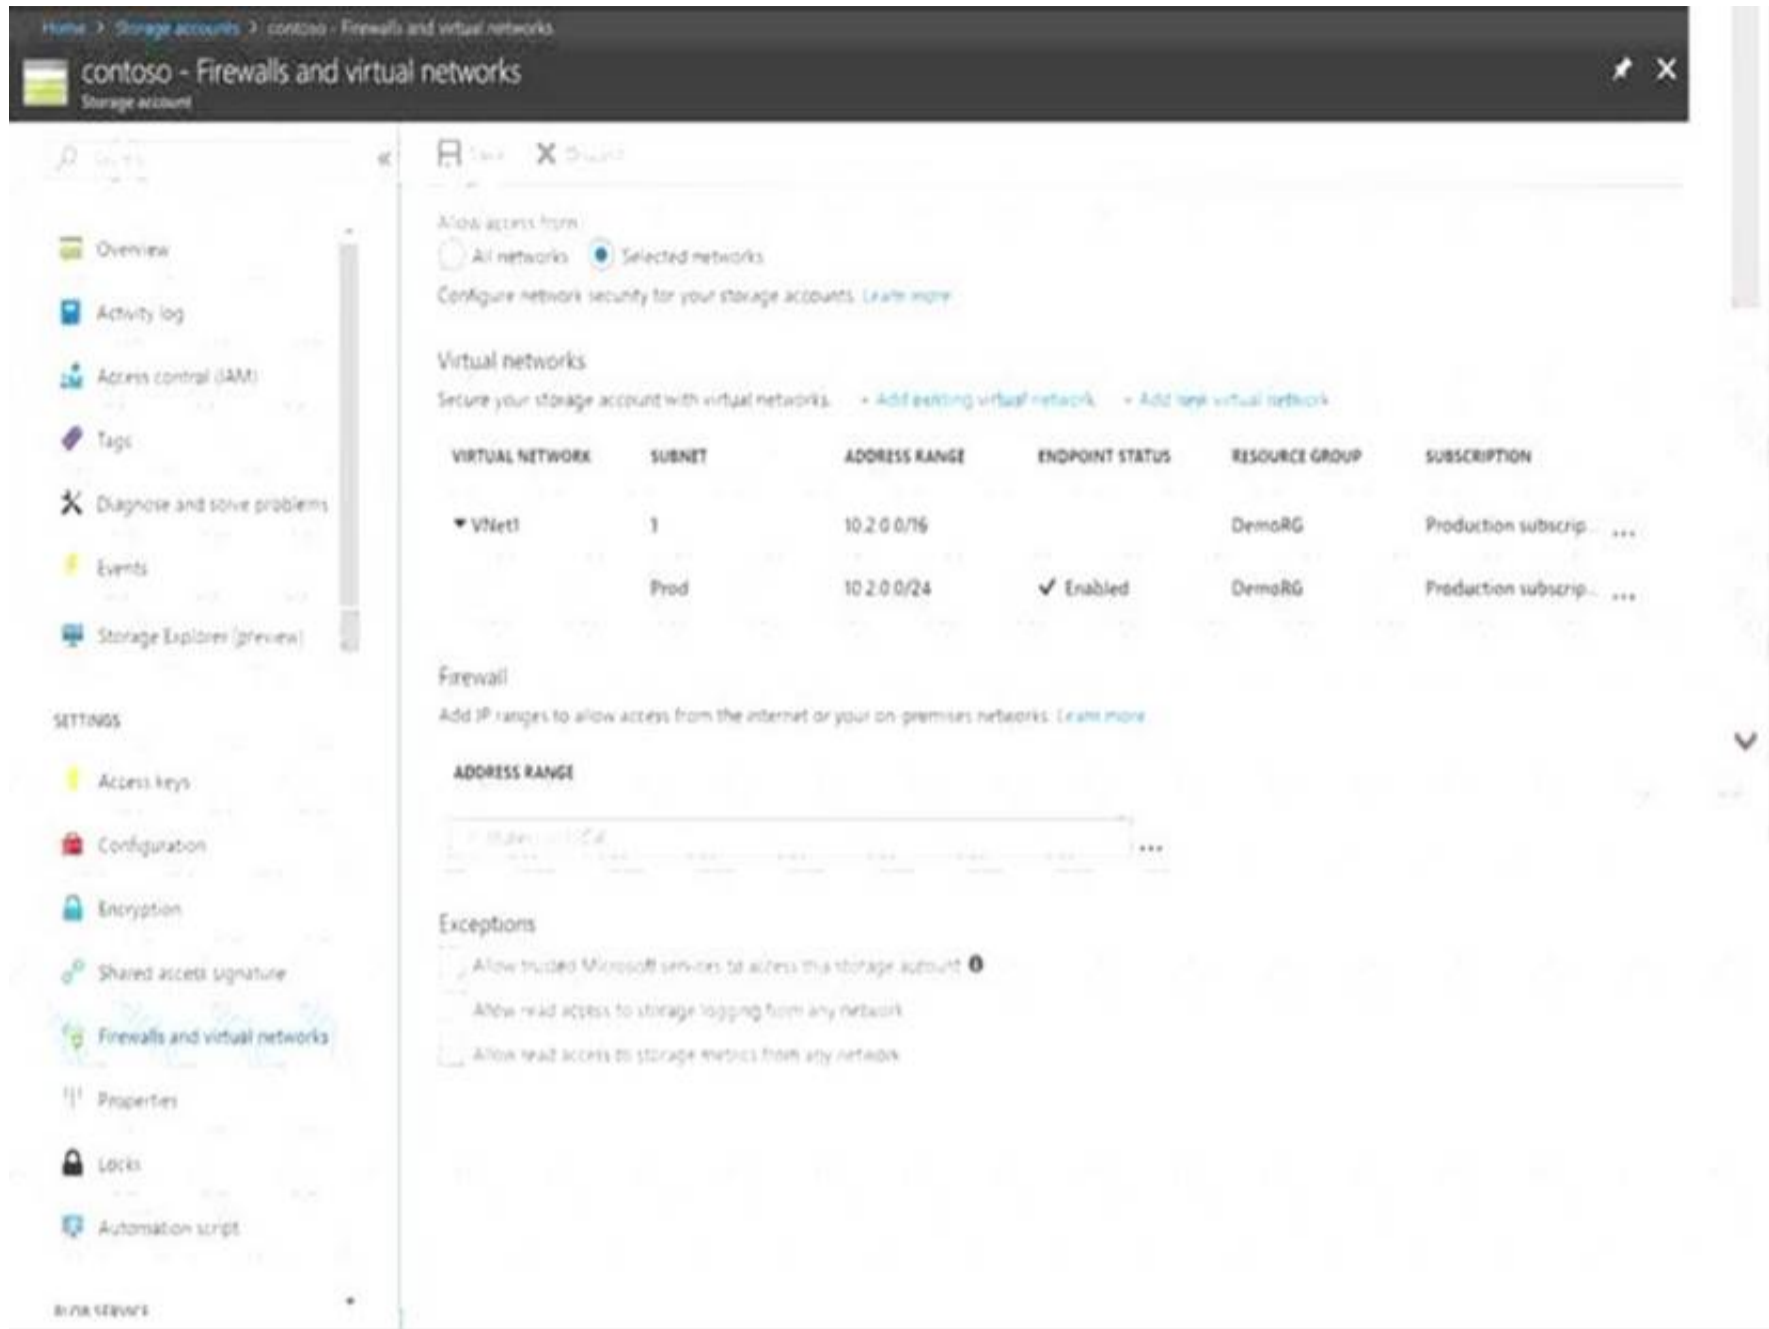 Home > Storage accounts > contoso - Firewalls and virtual networks
contoso - Firewalls and virtual networks
Storage account
Overview
Activity log
Access control (IAM)
Tags
Diagnose and solve problems
Events
Storage Explorer (preview)
SETTINGS
Access keys
Configuration
Encryption
Shared access signature
Firewalls and virtual networks
Properties
Locks
Automation script
BLOB SERVICE
Allow access from
All networks Selected networks
Configure network security for your storage accounts. Learn more
Virtual networks
Secure your storage account with virtual networks. + Add existing virtual network + Add new virtual network
VIRTUAL NETWORK SUBNET ADDRESS RANGE ENDPOINT STATUS RESOURCE GROUP SUBSCRIPTION
VNet1 1 10.2.0.0/16 DemoRG Production subscrip... ...
Prod 10.2.0.0/24 ✓ Enabled DemoRG Production subscrip... ...
Firewall
Add IP ranges to allow access from the internet or your on-premises networks. Learn more
ADDRESS RANGE
...
Exceptions
Allow trusted Microsoft services to access this storage account
Allow read access to storage logging from any network
Allow read access to storage metrics from any network